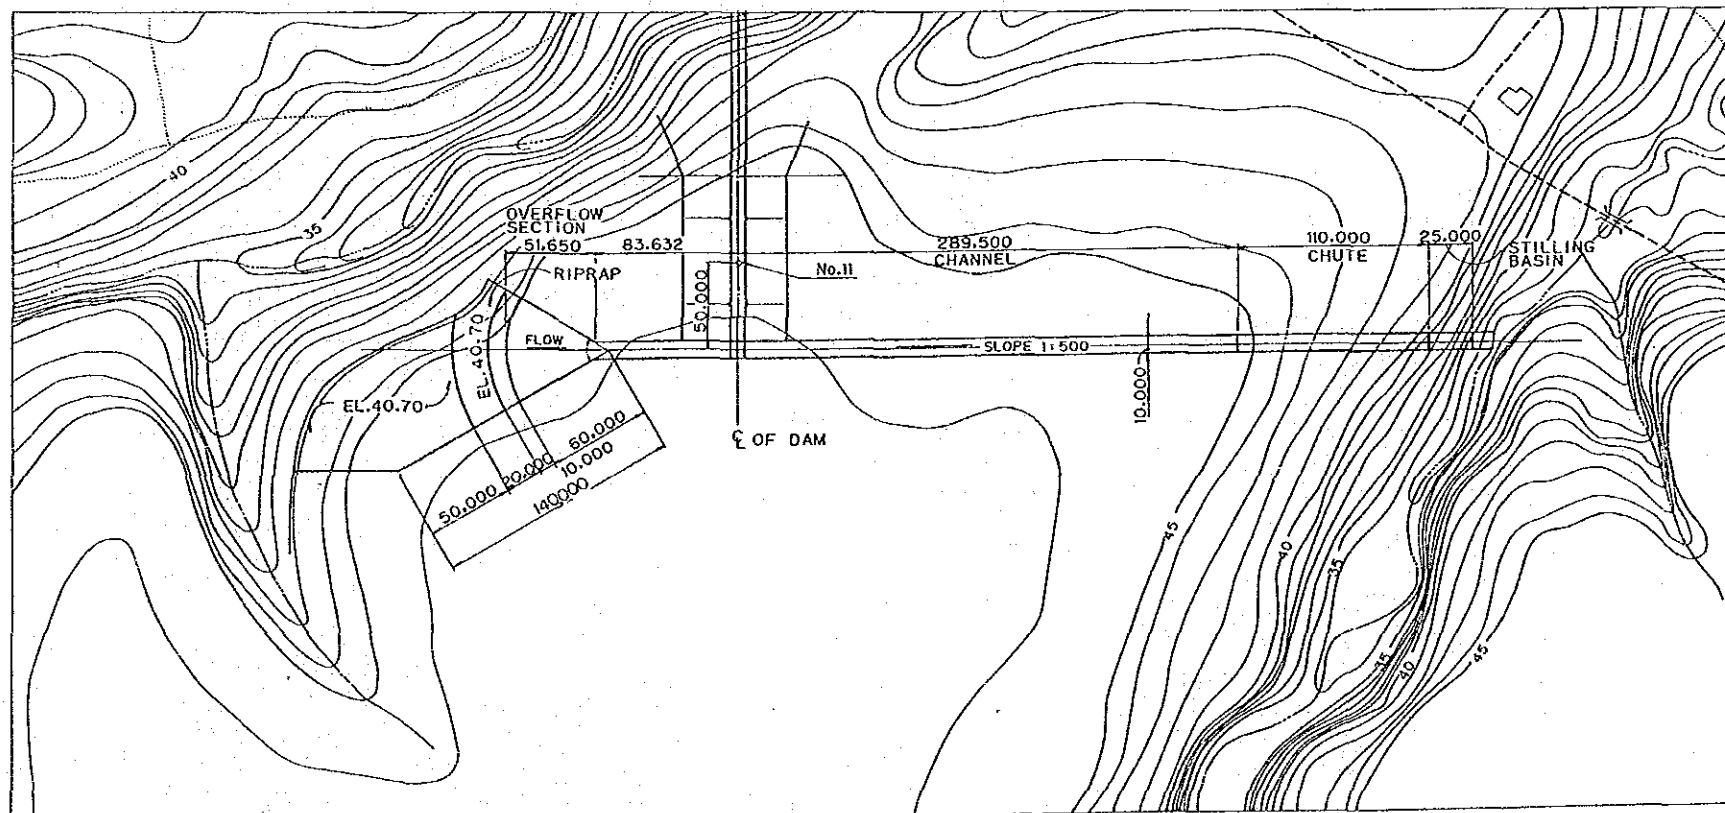 40
35
OVERFLOW
SECTION
51.650
83.632
289.500
CHANNEL
110.000
CHUTE
25.000
STILLING
BASIN
RIPRAP
No.11
50.000
FLOW
EL.40.70
SLOPE 1:500
10.000
EL.40.70
60.000
10.000
20.000
50.000
140000
℄ OF DAM
45
40
35
35
40
45